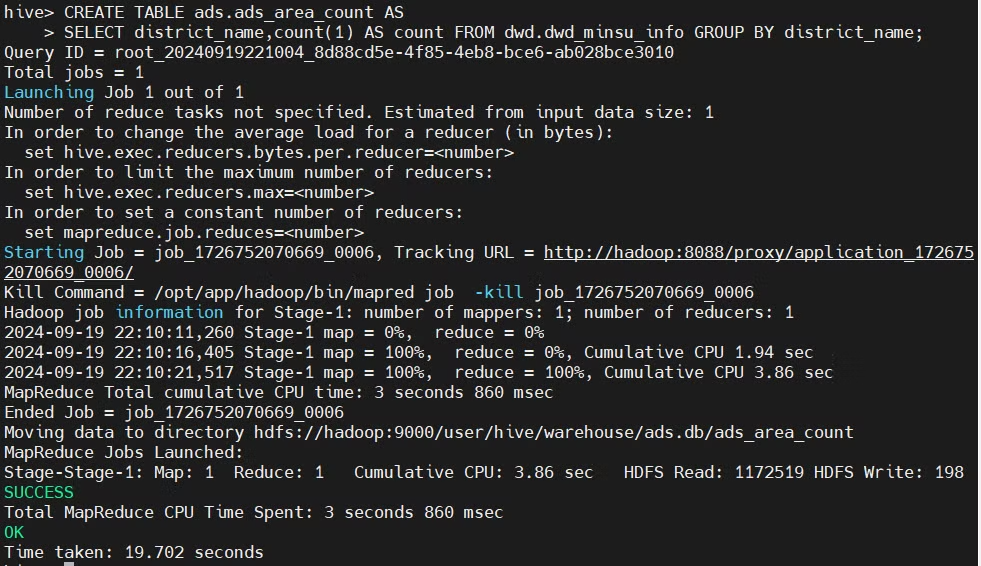 hive> CREATE TABLE ads.ads_area_count AS
    > SELECT district_name,count(1) AS count FROM dwd.dwd_minsu_info GROUP BY district_name;
Query ID = root_20240919221004_8d88cd5e-4f85-4eb8-bce6-ab028bce3010
Total jobs = 1
Launching Job 1 out of 1
Number of reduce tasks not specified. Estimated from input data size: 1
In order to change the average load for a reducer (in bytes):
  set hive.exec.reducers.bytes.per.reducer=<number>
In order to limit the maximum number of reducers:
  set hive.exec.reducers.max=<number>
In order to set a constant number of reducers:
  set mapreduce.job.reduces=<number>
Starting Job = job_1726752070669_0006, Tracking URL = http://hadoop:8088/proxy/application_172675
2070669_0006/
Kill Command = /opt/app/hadoop/bin/mapred job  -kill job_1726752070669_0006
Hadoop job information for Stage-1: number of mappers: 1; number of reducers: 1
2024-09-19 22:10:11,260 Stage-1 map = 0%,  reduce = 0%
2024-09-19 22:10:16,405 Stage-1 map = 100%,  reduce = 0%, Cumulative CPU 1.94 sec
2024-09-19 22:10:21,517 Stage-1 map = 100%,  reduce = 100%, Cumulative CPU 3.86 sec
MapReduce Total cumulative CPU time: 3 seconds 860 msec
Ended Job = job_1726752070669_0006
Moving data to directory hdfs://hadoop:9000/user/hive/warehouse/ads.db/ads_area_count
MapReduce Jobs Launched:
Stage-Stage-1: Map: 1  Reduce: 1   Cumulative CPU: 3.86 sec   HDFS Read: 1172519 HDFS Write: 198
SUCCESS
Total MapReduce CPU Time Spent: 3 seconds 860 msec
OK
Time taken: 19.702 seconds